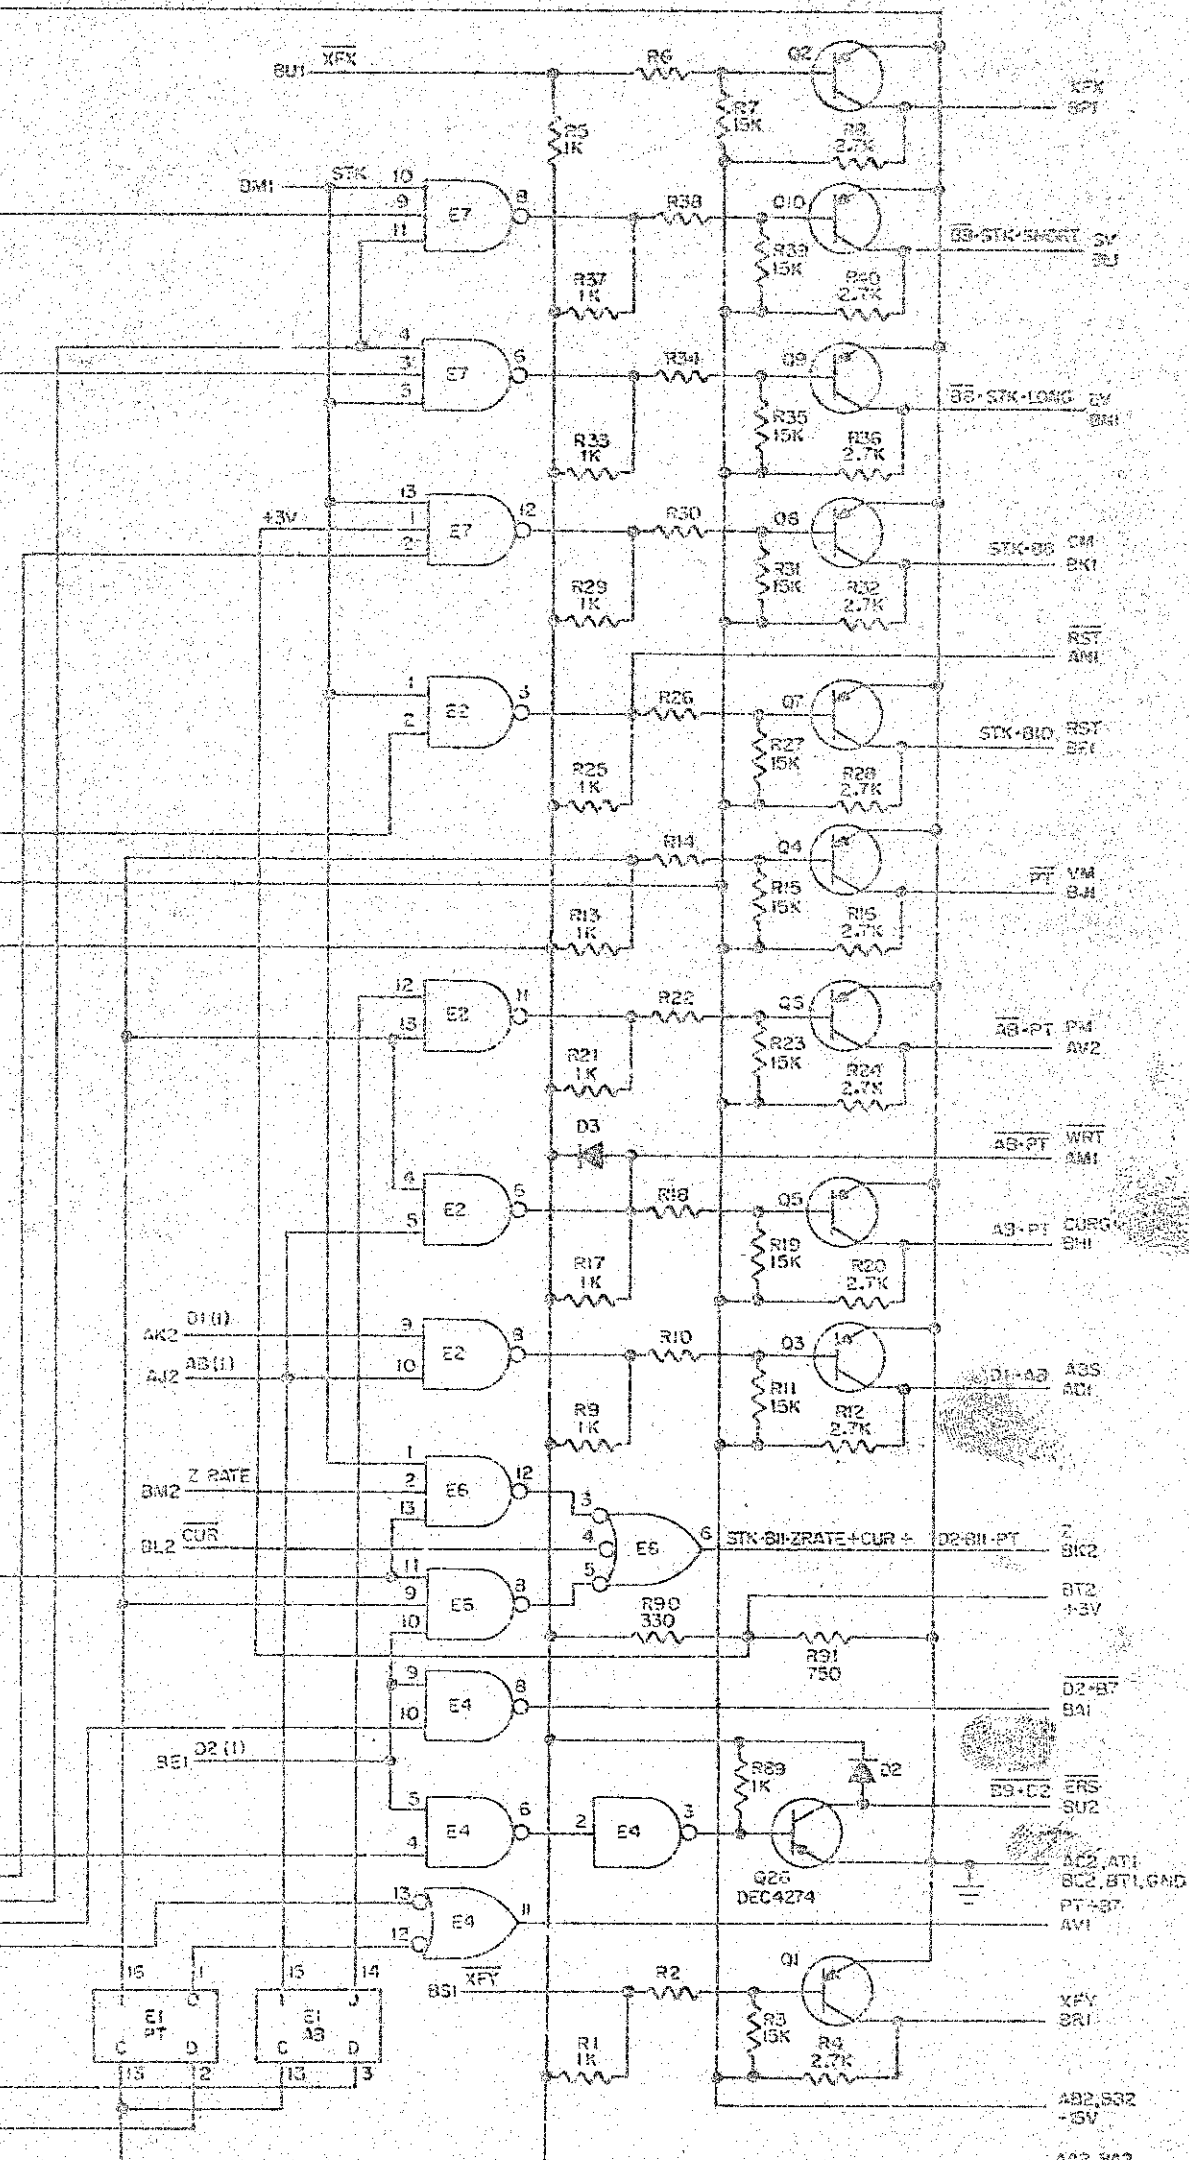 BU1 XFX R6 Q2
XFX
R7
15K
R5
1K
R8
2.7K
BM1 STK 10
9
11
E7
8
R38
Q10
R39
15K
R37
1K
R40
2.7K
B8·STK·SHORT
4
3
5
E7
6
R34
Q9
R35
15K
R33
1K
R36
2.7K
B8·STK·LONG
+3V
13
1
2
E7
12
R30
Q8
R31
15K
R29
1K
R32
2.7K
STK·B8 CM
BK1
RST
AM1
1
2
E2
3
R26
Q7
R27
15K
R25
1K
R28
2.7K
STK·B10 RST
R14
Q4
R15
15K
R13
1K
R16
2.7K
PT VM
BJ1
12
13
E2
11
R22
R23
15K
R21
1K
R24
2.7K
AB·PT PM
AV2
D3
AB·PT WRT
AM1
4
5
E2
6
R18
Q5
R19
15K
R17
1K
R20
2.7K
AB·PT CURG
BH1
AK2 D1(1) 9
AJ2 AB(1) 10
E2
8
R10
Q3
R11
15K
R9
1K
R12
2.7K
D1·AB ABS
AD1
BM2 Z RATE
1
2
13
E6
12
BL2 CUR
3
4
5
E6
6
STK·B11·ZRATE+CUR+ D2·B11·PT Z
BK2
11
9
10
E5
8
R90
330
R91
750
BT2
+3V
9
10
E4
8
D2·B7
BA1
BE1 D2(1)
R89
1K
D2
B9·D2 ERS
BU2
5
4
E4
6
2
E4
3
Q26
DEC4274
AC2,AT1
BC2,BT1,GND
13
12
E4
11
PT+B7
AV1
16 1 15 14
E1
PT
C D
E1
AB
C D
13 3
BS1 XFY
R2
Q1
R3
15K
R1
1K
R4
2.7K
XFY
BR1
-15V